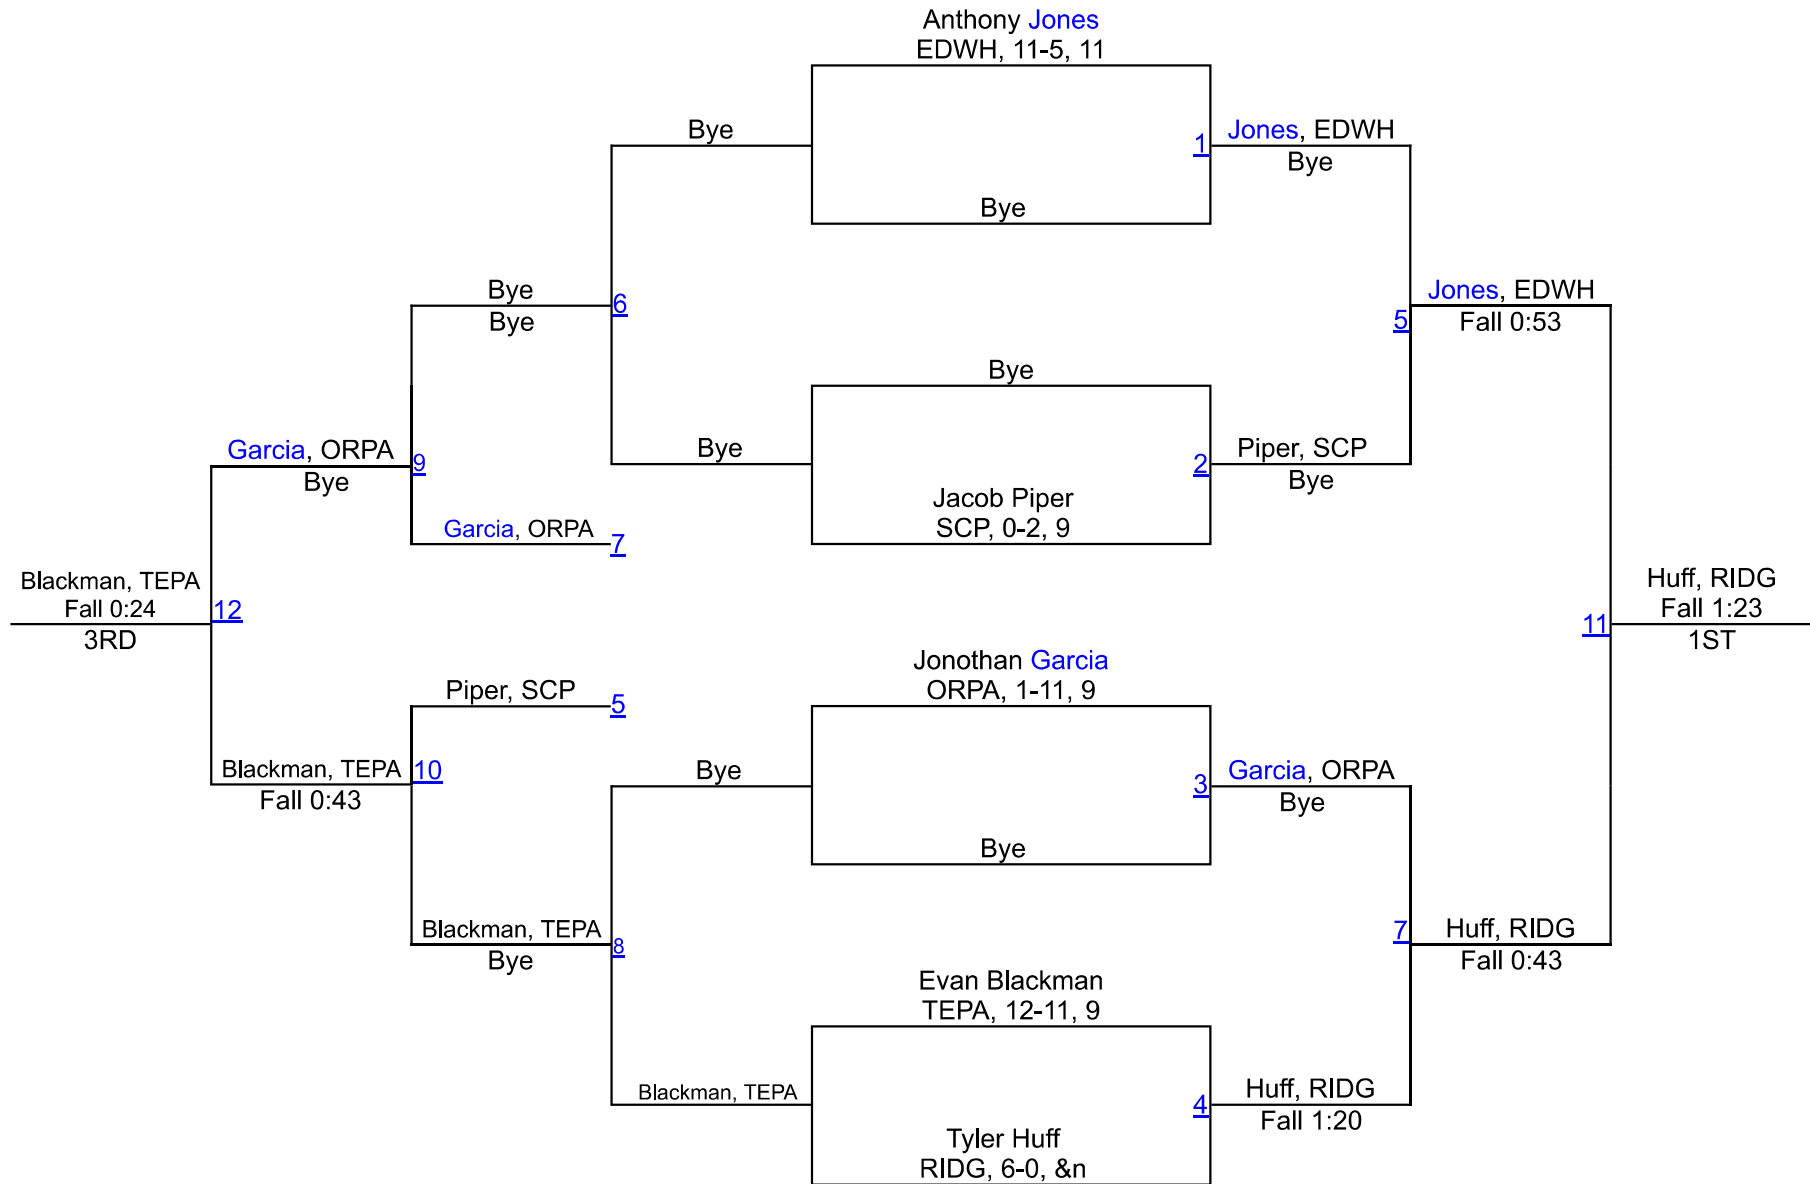 Anthony Jones
EDWH, 11-5, 11
Bye
1
Jones, EDWH
Bye
Bye
Bye
Bye
6
Jones, EDWH
5
Fall 0:53
Bye
Garcia, ORPA
9
Bye
Bye
2
Piper, SCP
Bye
Jacob Piper
SCP, 0-2, 9
Garcia, ORPA
7
Blackman, TEPA
Fall 0:24
12
3RD
Huff, RIDG
Fall 1:23
11
1ST
Jonothan Garcia
ORPA, 1-11, 9
Piper, SCP
5
Blackman, TEPA
10
Fall 0:43
Bye
3
Garcia, ORPA
Bye
Bye
Blackman, TEPA
8
Bye
7
Huff, RIDG
Fall 0:43
Evan Blackman
TEPA, 12-11, 9
Blackman, TEPA
4
Huff, RIDG
Fall 1:20
Tyler Huff
RIDG, 6-0, &n